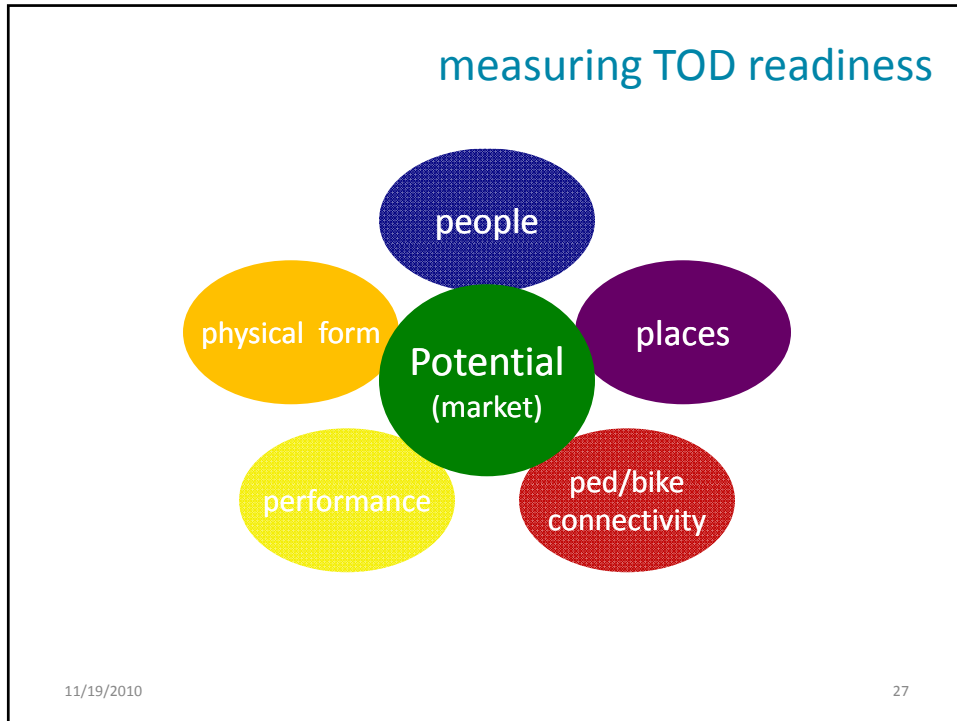 measuring TOD readiness
people
physical form
places
Potential
(market)
performance
ped/bike
connectivity
11/19/2010
27